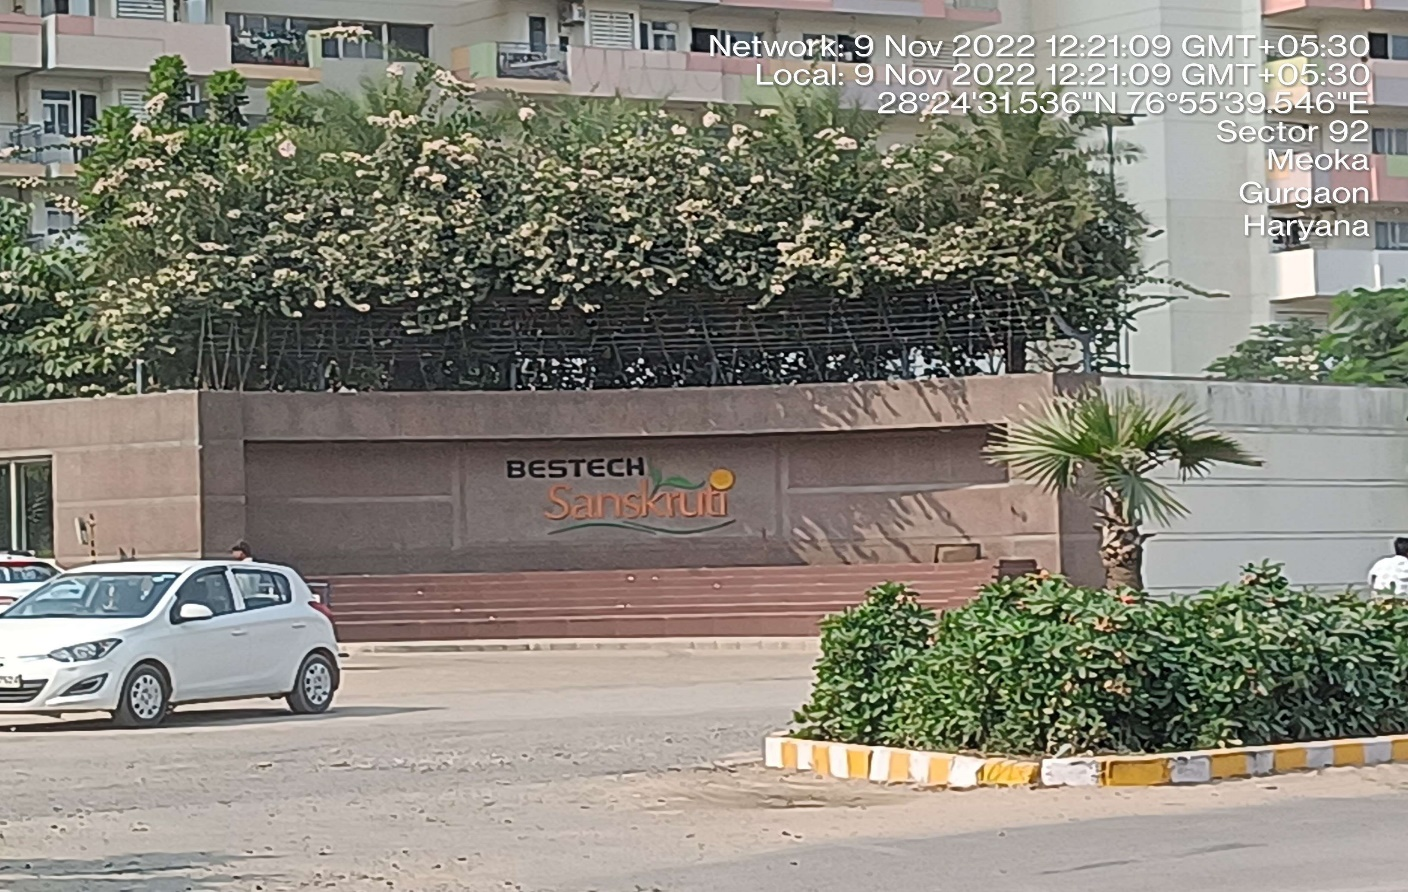 Network: 9 Nov 2022 12:21:09 GMT+05:30
Local: 9 Nov 2022 12:21:09 GMT+05:30
28°24'31.536"N 76°55'39.546"E
Sector 92
Meoka
Gurgaon
Haryana
BESTECH
Sanskruti